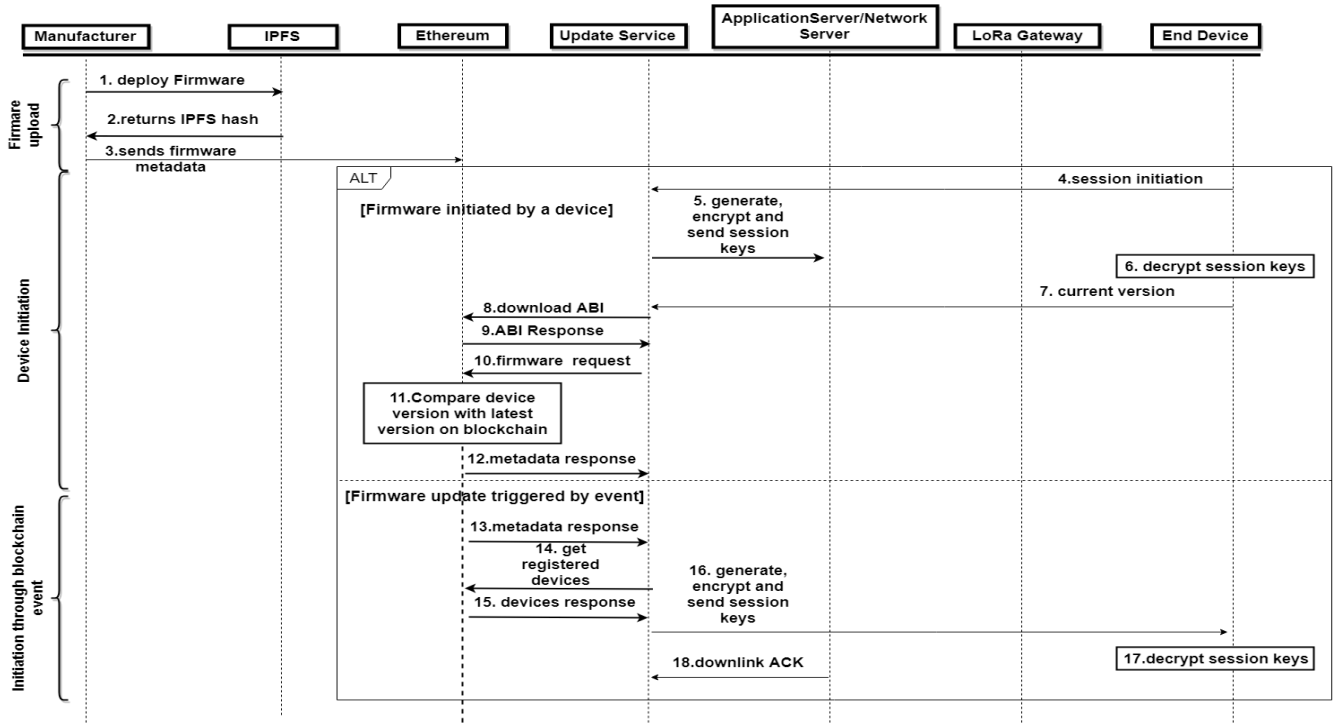 ApplicationServer/Network
Server
Manufacturer
IPFS
Ethereum
Update Service
LoRa Gateway
End Device
Firmare
upload
1. deploy Firmware
2.returns IPFS hash
3.sends firmware
metadata
Device Initiation
ALT
4.session initiation
[Firmware initiated by a device]
5. generate,
encrypt and
send session
keys
6. decrypt session keys
7. current version
8.download ABI
9.ABI Response
10.firmware request
11.Compare device
version with latest
version on blockchain
12.metadata response
Initiation through blockchain
event
[Firmware update triggered by event]
13.metadata response
14. get
registered
devices
15. devices response
16. generate,
encrypt and
send session
keys
17.decrypt session keys
18.downlink ACK